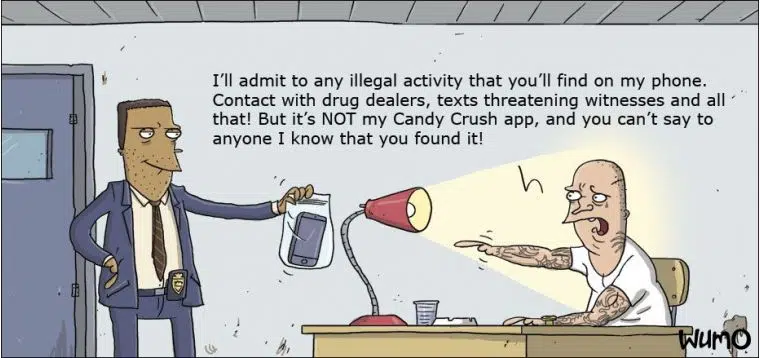 I'll admit to any illegal activity that you'll find on my phone.
Contact with drug dealers, texts threatening witnesses and all
that! But it's NOT my Candy Crush app, and you can't say to
anyone I know that you found it!
WUMO